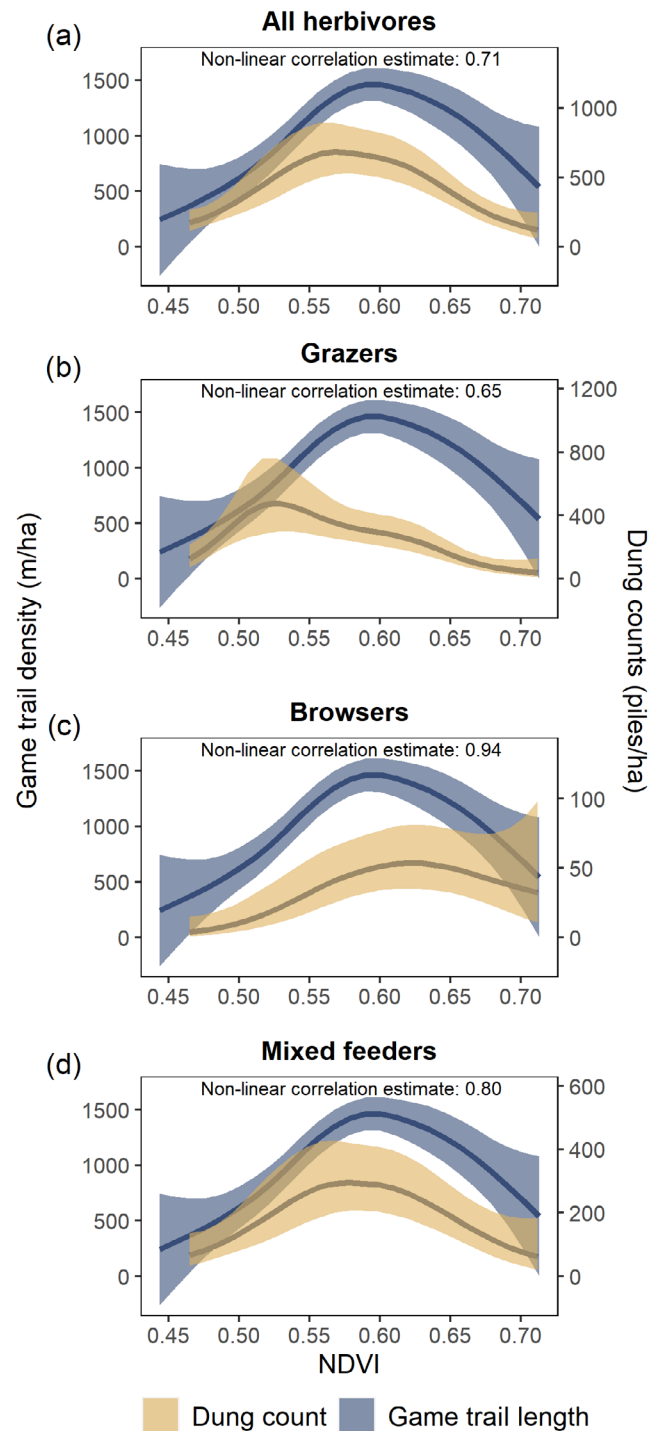 All herbivores
(a)
Non-linear correlation estimate: 0.71
1500
1000
500
0
1000
500
0
0.45 0.50 0.55 0.60 0.65 0.70
Grazers
(b)
Non-linear correlation estimate: 0.65
1500
1000
500
0
1200
800
400
0
0.45 0.50 0.55 0.60 0.65 0.70
Game trail density (m/ha)
Dung counts (piles/ha)
Browsers
(c)
Non-linear correlation estimate: 0.94
1500
1000
500
0
100
50
0
0.45 0.50 0.55 0.60 0.65 0.70
Mixed feeders
(d)
Non-linear correlation estimate: 0.80
1500
1000
500
0
600
400
200
0
0.45 0.50 0.55 0.60 0.65 0.70
NDVI
Dung count Game trail length